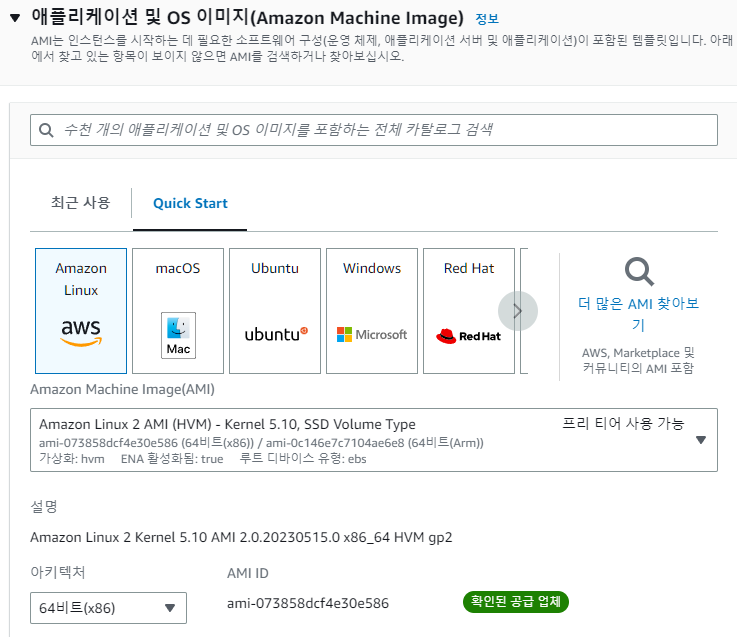 애플리케이션 및 OS 이미지(Amazon Machine Image) 정보
AMI는 인스턴스를 시작하는 데 필요한 소프트웨어 구성(운영 체제, 애플리케이션 서버 및 애플리케이션)이 포함된 템플릿입니다. 아래
에서 찾고 있는 항목이 보이지 않으면 AMI를 검색하거나 찾아보십시오.
수천 개의 애플리케이션 및 OS 이미지를 포함하는 전체 카탈로그 검색
최근 사용
Quick Start
Amazon
Linux
aws
macOS
Mac
Ubuntu
ubuntu
Windows
Microsoft
Red Hat
Red Hat
더 많은 AMI 찾아보
기
AWS, Marketplace 및
커뮤니티의 AMI 포함
Amazon Machine Image(AMI)
Amazon Linux 2 AMI (HVM) - Kernel 5.10, SSD Volume Type 프리 티어 사용 가능
ami-073858dcf4e30e586 (64비트(x86)) / ami-0c146e7c7104ae6e8 (64비트(Arm))
가상화: hvm ENA 활성화됨: true 루트 디바이스 유형: ebs
설명
Amazon Linux 2 Kernel 5.10 AMI 2.0.20230515.0 x86_64 HVM gp2
아키텍처 AMI ID
64비트(x86) ami-073858dcf4e30e586 확인된 공급 업체